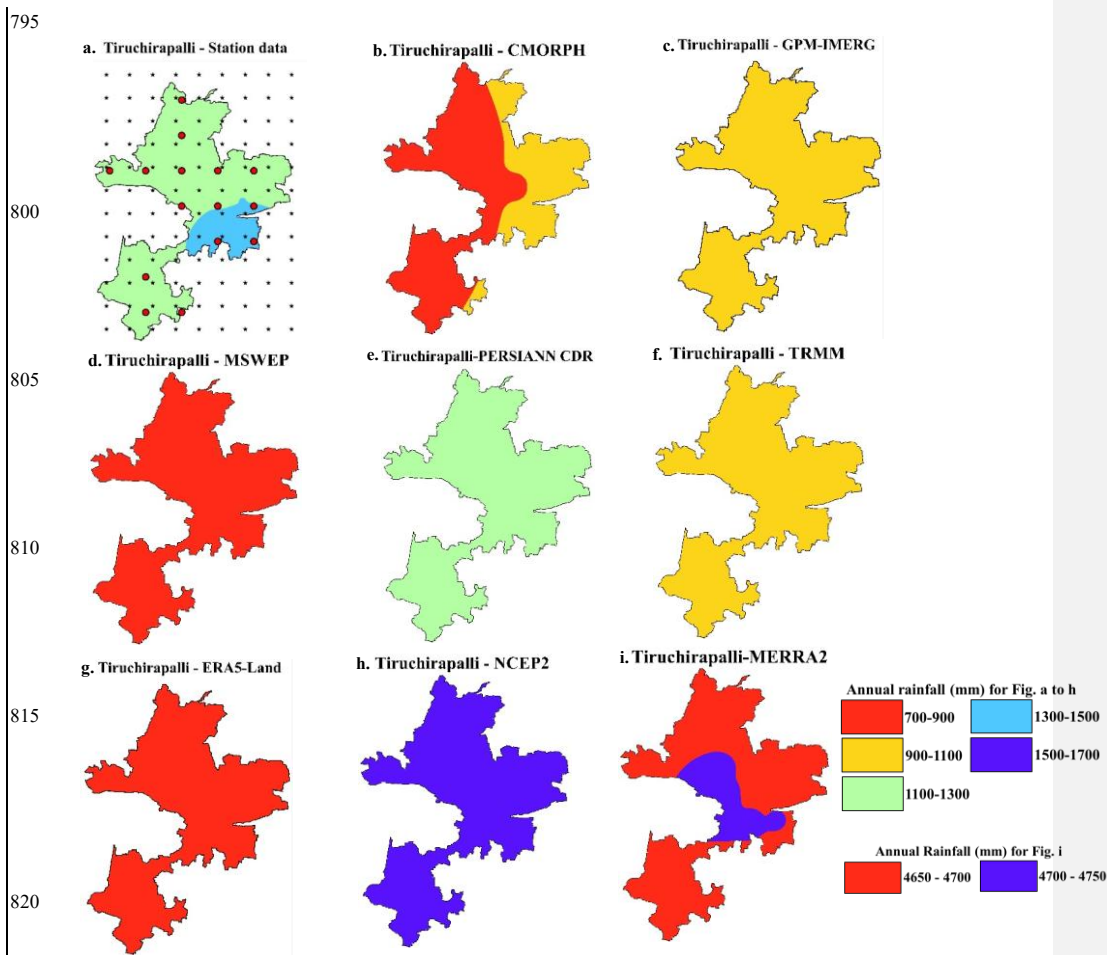 795
a. Tiruchirapalli - Station data
b. Tiruchirapalli - CMORPH
c. Tiruchirapalli - GPM-IMERG
800
d. Tiruchirapalli - MSWEP
e. Tiruchirapalli-PERSIANN CDR
f. Tiruchirapalli - TRMM
805
810
g. Tiruchirapalli - ERA5-Land
h. Tiruchirapalli - NCEP2
i. Tiruchirapalli-MERRA2
815
Annual rainfall (mm) for Fig. a to h
700-900
1300-1500
900-1100
1500-1700
1100-1300
Annual Rainfall (mm) for Fig. i
4650 - 4700
4700 - 4750
820